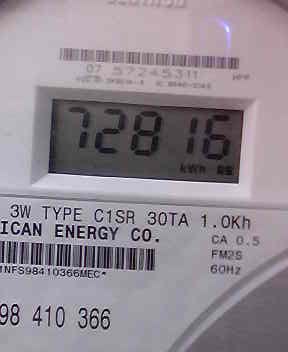 07 57245311
72816
kWh
3W TYPE C1SR 30TA 1.0Kh
ICAN ENERGY CO.
CA 0.5
FM2S
60Hz
1NFS98410366MEC*
98 410 366